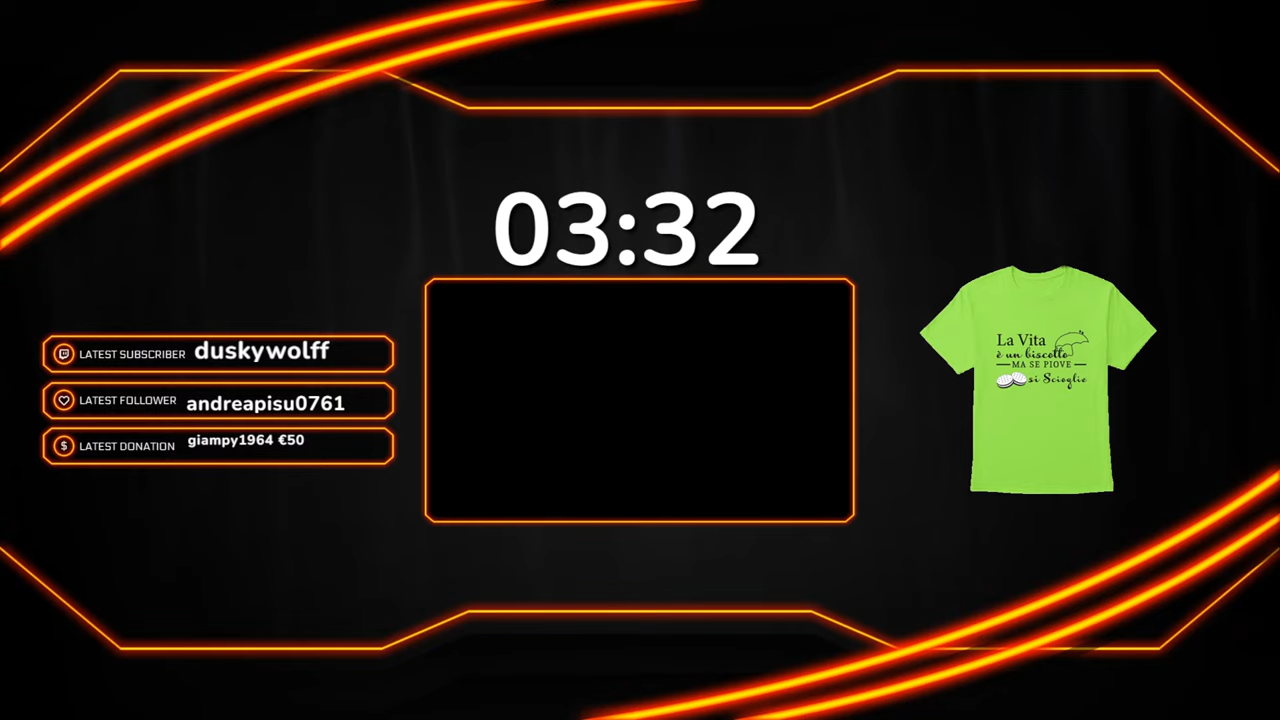 03:32
LATEST SUBSCRIBER duskywolff
LATEST FOLLOWER andreapisu0761
LATEST DONATION giampy1964 €50
La Vita
è un biscotto
MA SE PIOVE
si Scioglie